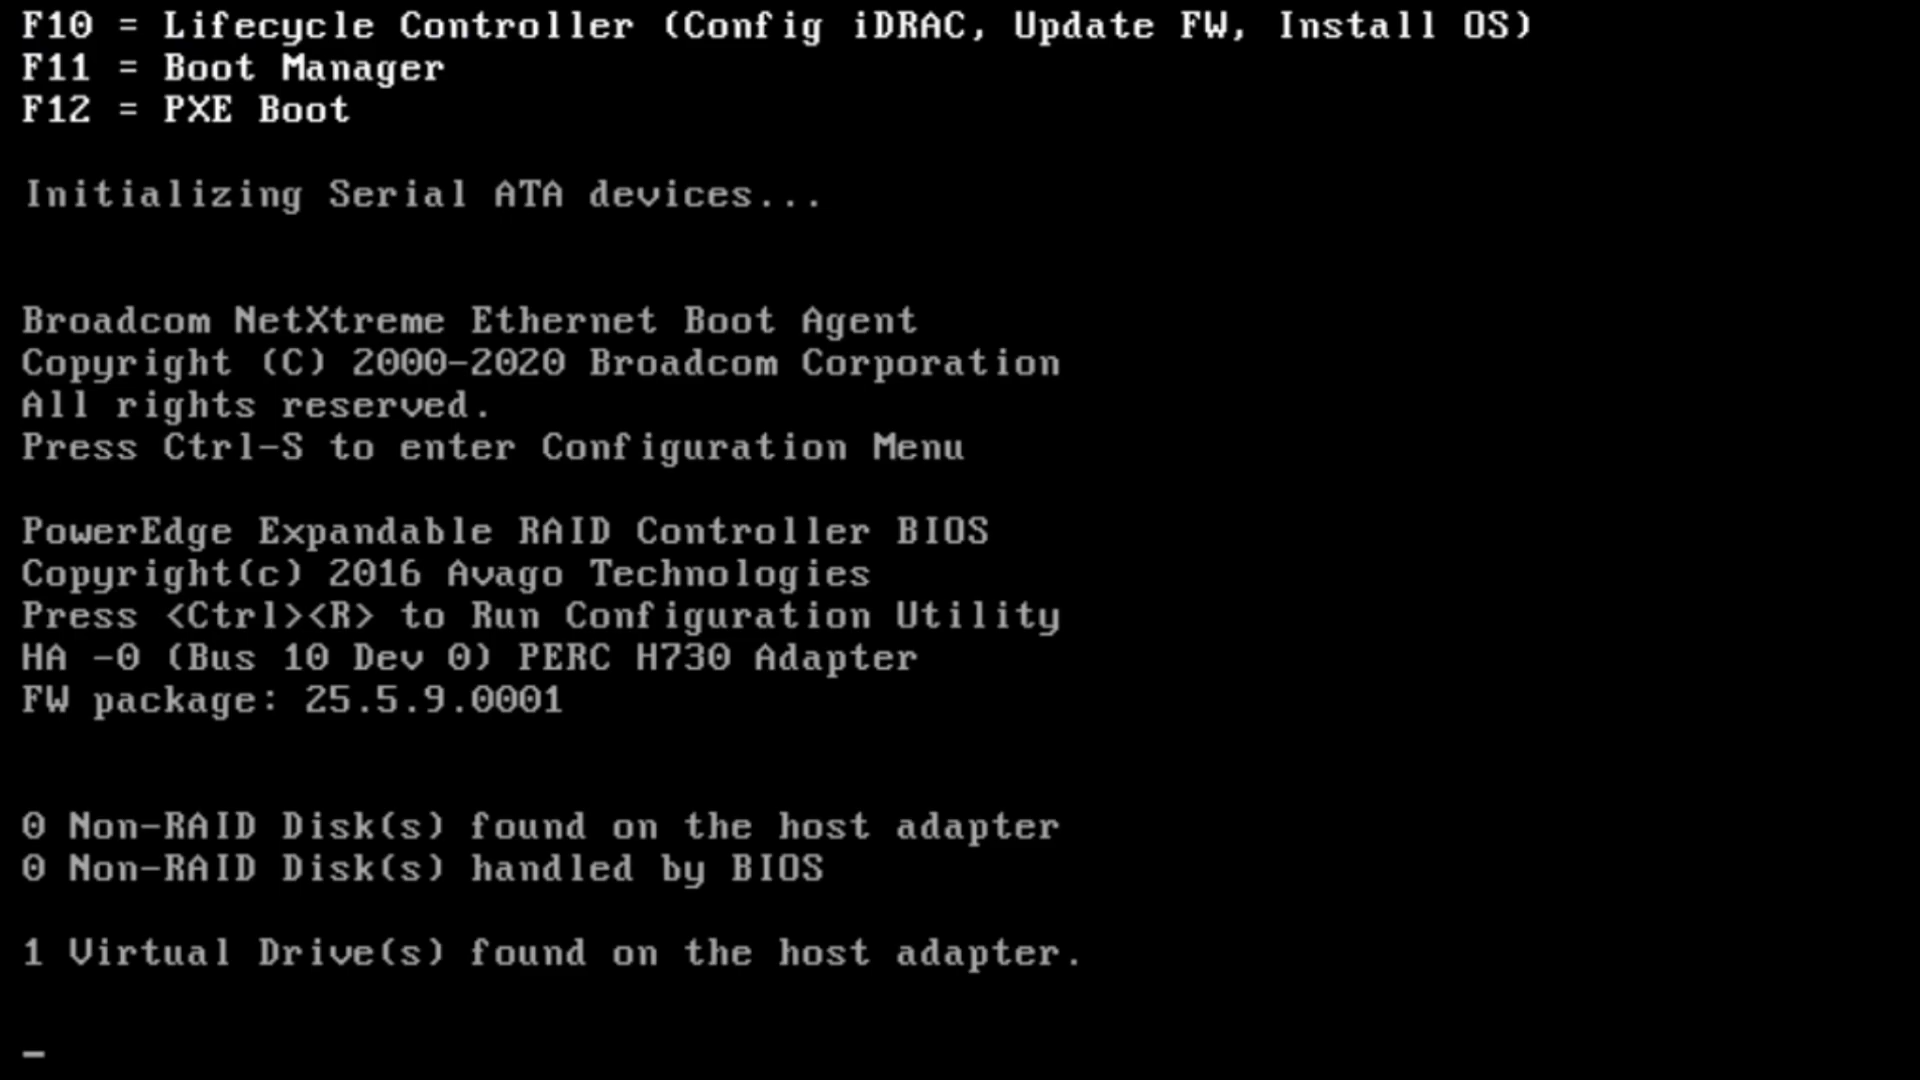 F10 = Lifecycle Controller (Config iDRAC, Update FW, Install OS)
F11 = Boot Manager
F12 = PXE Boot
Initializing Serial ATA devices...
Broadcom NetXtreme Ethernet Boot Agent
Copyright (C) 2000-2020 Broadcom Corporation
All rights reserved.
Press Ctrl-S to enter Configuration Menu
PowerEdge Expandable RAID Controller BIOS
Copyright(c) 2016 Avago Technologies
Press <Ctrl><R> to Run Configuration Utility
HA -0 (Bus 10 Dev 0) PERC H730 Adapter
FW package: 25.5.9.0001
0 Non-RAID Disk(s) found on the host adapter
0 Non-RAID Disk(s) handled by BIOS
1 Virtual Drive(s) found on the host adapter.
_